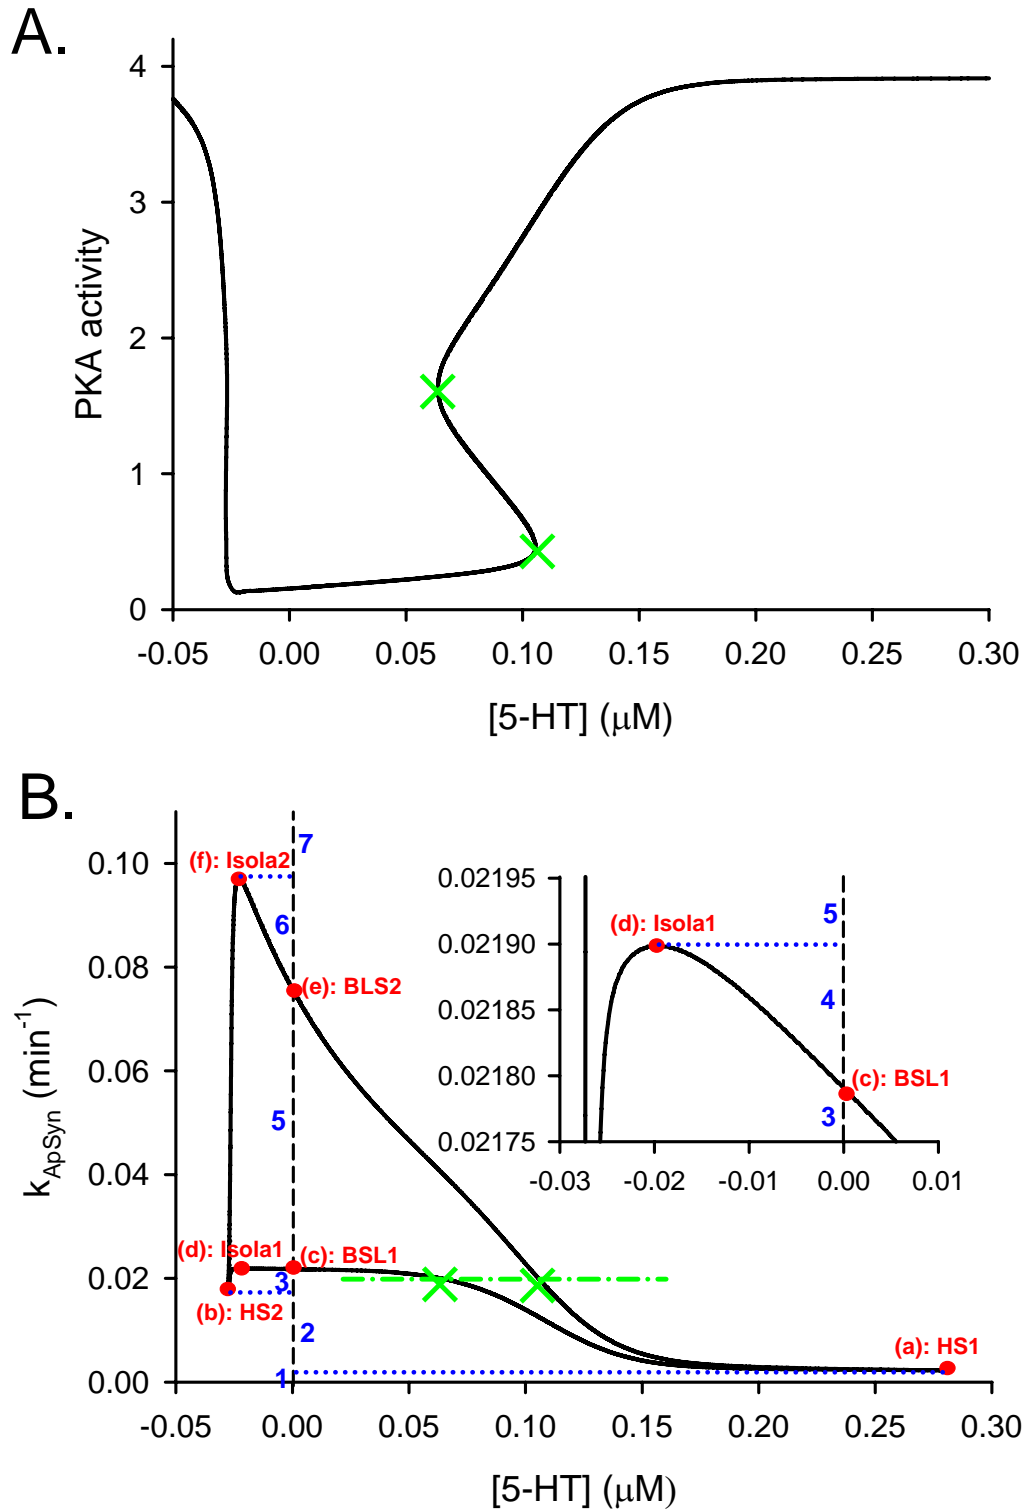 A.
PKA activity
4
3
2
1
0
-0.05 0.00 0.05 0.10 0.15 0.20 0.25 0.30
[5-HT] (μM)
B.
k_ApSyn (min⁻¹)
0.10
0.08
0.06
0.04
0.02
0.00
(f): Isola2
7
6
(e): BLS2
5
(d): Isola1
(c): BSL1
3
(b): HS2
2
1
(a): HS1
0.02195
0.02190
0.02185
0.02180
0.02175
(d): Isola1
5
4
(c): BSL1
3
-0.03 -0.02 -0.01 0.00 0.01
-0.05 0.00 0.05 0.10 0.15 0.20 0.25 0.30
[5-HT] (μM)